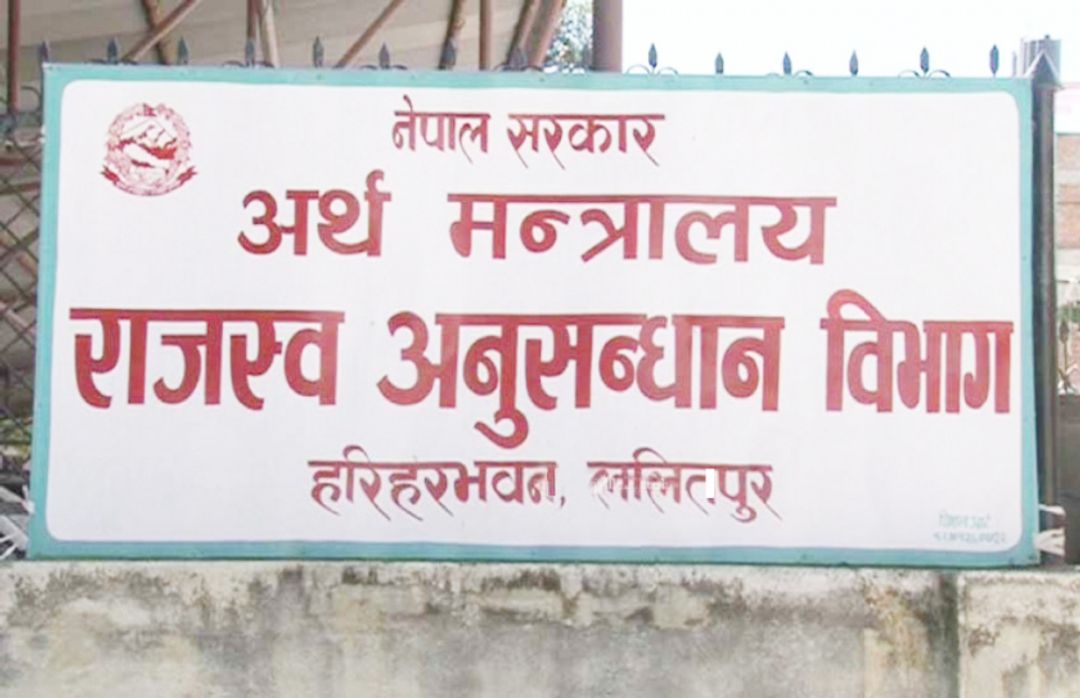 नेपाल सरकार
अर्थ मन्त्रालय
राजस्व अनुसन्धान विभाग
हरिहरभवन, ललितपुर